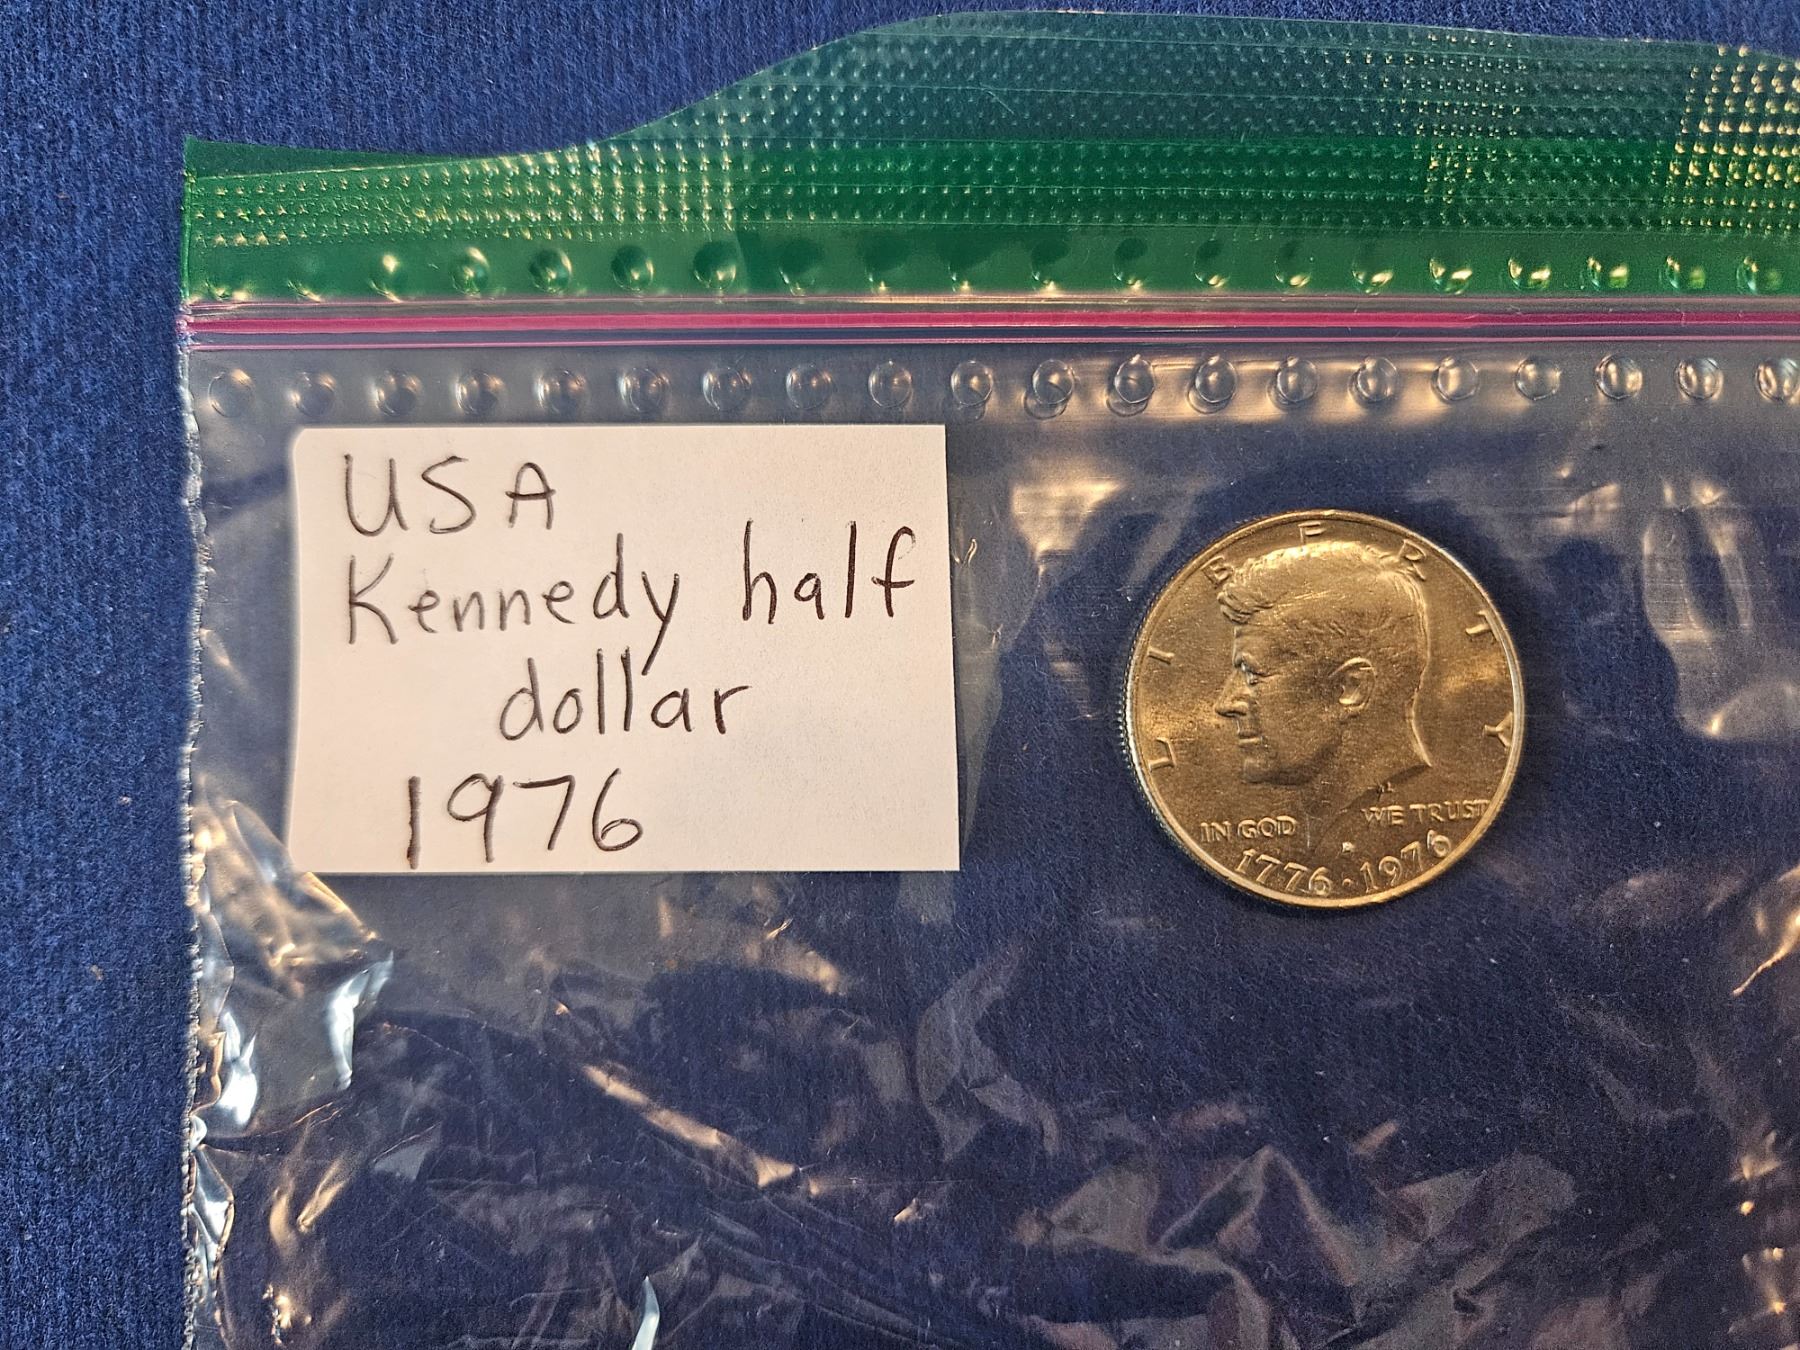 USA
Kennedy half
dollar
1976
LIBERTY
IN GOD WE TRUST
1776·1976